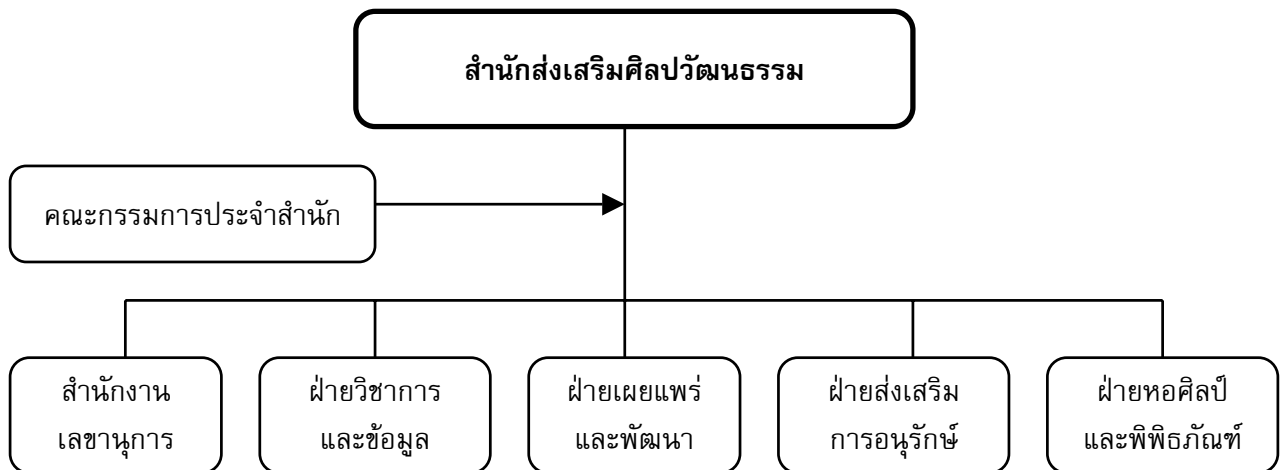 สำนักส่งเสริมศิลปวัฒนธรรม
คณะกรรมการประจำสำนัก
สำนักงาน
เลขานุการ
ฝ่ายวิชาการ
และข้อมูล
ฝ่ายเผยแพร่
และพัฒนา
ฝ่ายส่งเสริม
การอนุรักษ์
ฝ่ายหอศิลป์
และพิพิธภัณฑ์